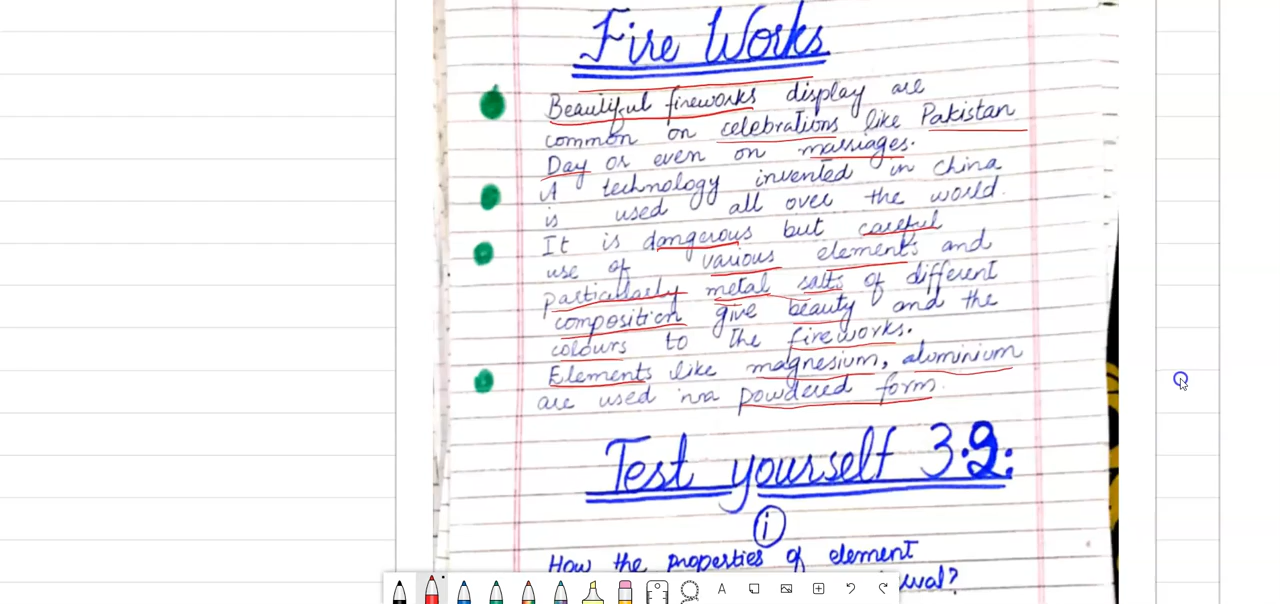 Fire Works
Beautiful fireworks display are
common on celebrations like Pakistan
Day or even on marriages.
A technology invented in China
is used all over the world.
It is dangerous but careful
use of various elements and
particularly metal salts of different
composition give beauty and the
colours to the fireworks.
Elements like magnesium, aluminium
are used in a powdered form.
Test yourself 3.2:
i
How the properties of element
A